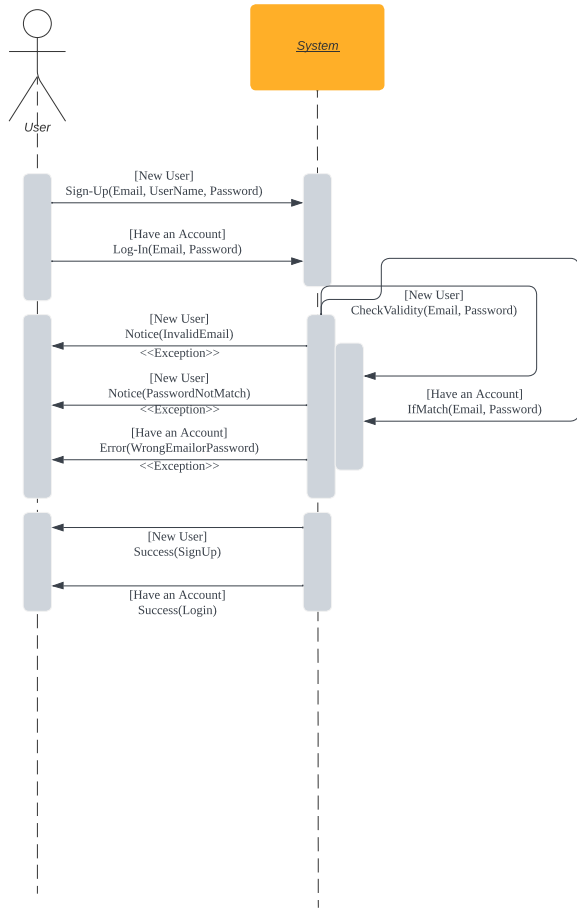 System
User
[New User]
Sign-Up(Email, UserName, Password)
[Have an Account]
Log-In(Email, Password)
[New User]
CheckValidity(Email, Password)
[New User]
Notice(InvalidEmail)
<<Exception>>
[New User]
Notice(PasswordNotMatch)
<<Exception>>
[Have an Account]
IfMatch(Email, Password)
[Have an Account]
Error(WrongEmailorPassword)
<<Exception>>
[New User]
Success(SignUp)
[Have an Account]
Success(Login)